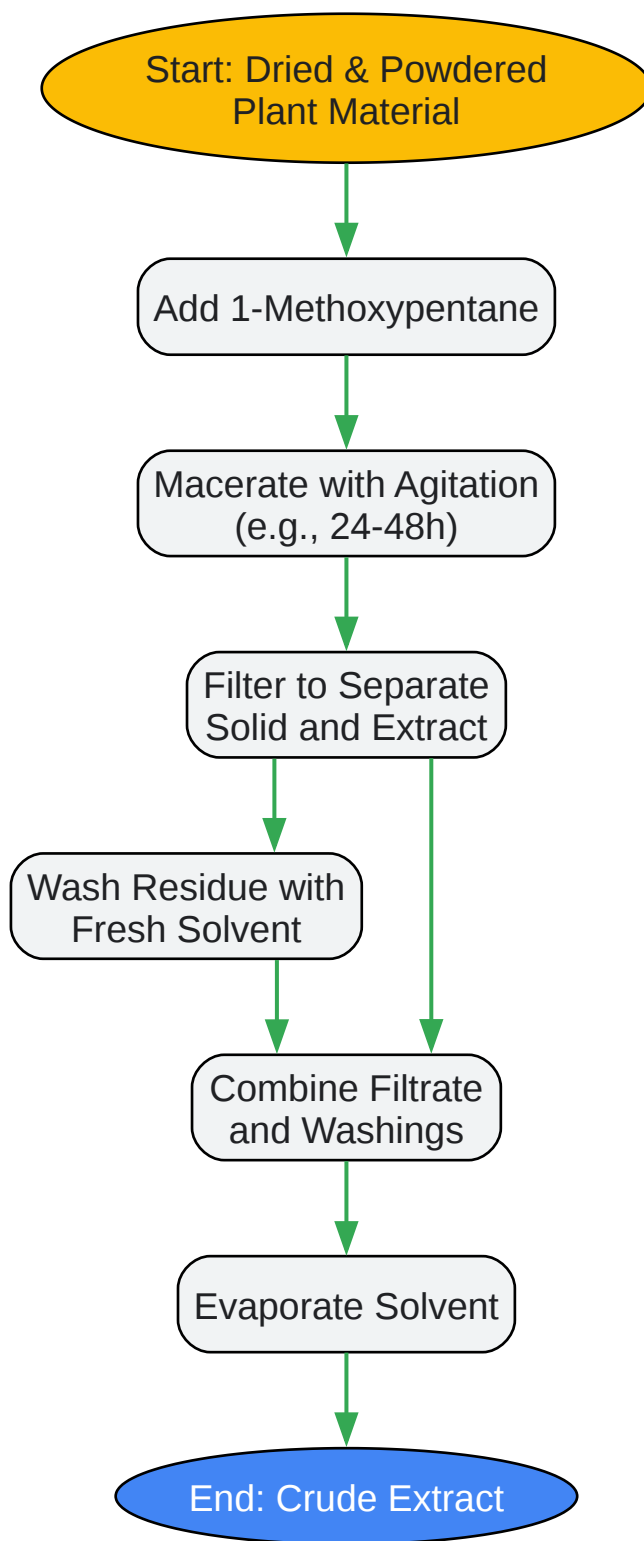 Start: Dried & Powdered
Plant Material
Add 1-Methoxypentane
Macerate with Agitation
(e.g., 24-48h)
Filter to Separate
Solid and Extract
Wash Residue with
Fresh Solvent
Combine Filtrate
and Washings
Evaporate Solvent
End: Crude Extract